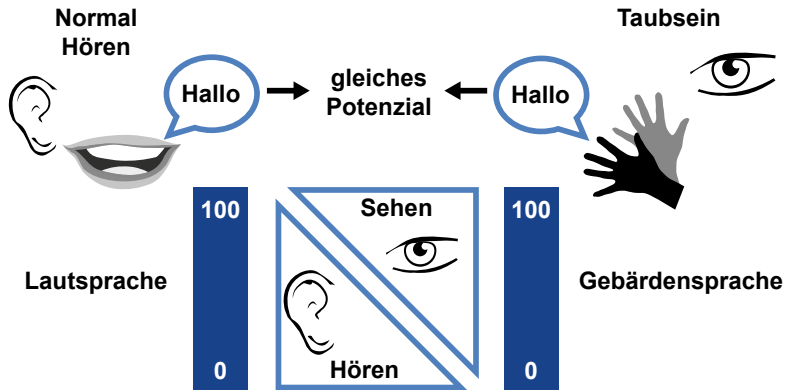 Normal
Hören
Taubsein
Hallo
gleiches
Potenzial
Hallo
100
Sehen
100
Lautsprache
Gebärdensprache
0
Hören
0